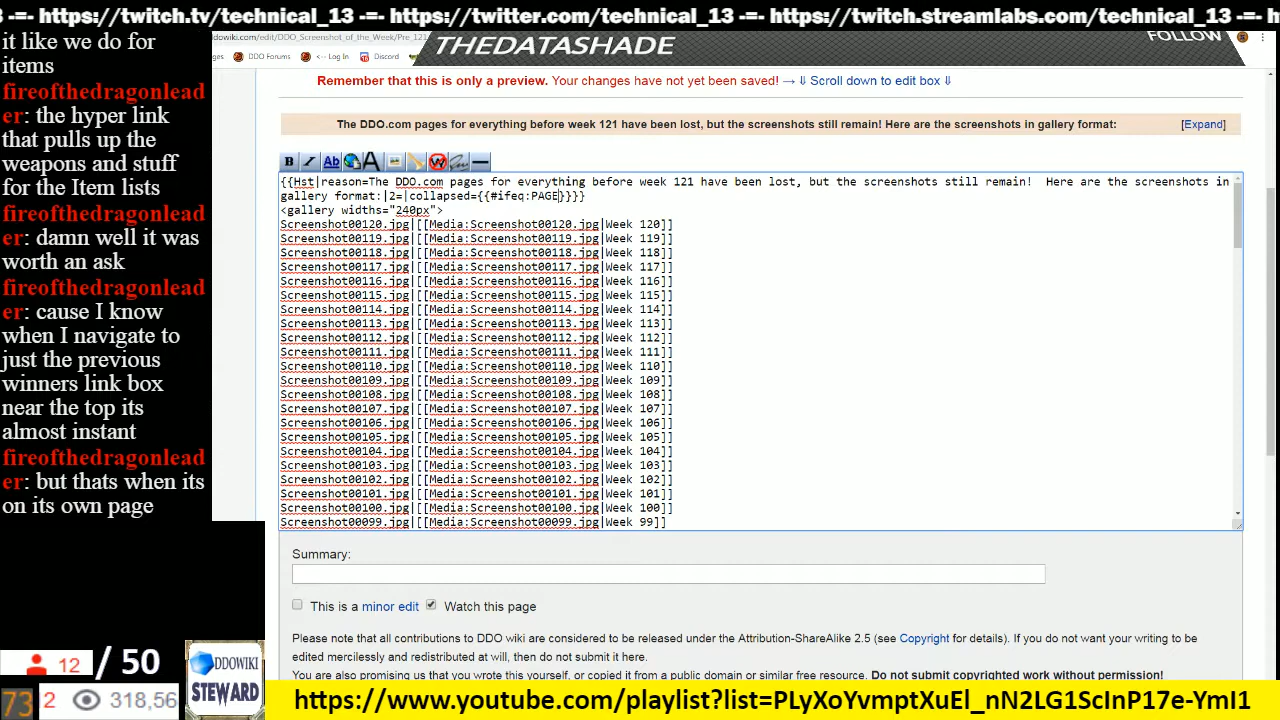 3 -=- https://twitch.tv/technical_13 -=- https://twitter.com/technical_13 -=- https://twitch.streamlabs.com/technical_13 -=- h
it like we do for
items
fireofthedragonlead
er: the hyper link
that pulls up the
weapons and stuff
for the Item lists
fireofthedragonlead
er: damn well it was
worth an ask
fireofthedragonlead
er: cause I know
when I navigate to
just the previous
winners link box
near the top its
almost instant
fireofthedragonlead
er: but thats when its
on its own page
12 / 50
73 2 318,56
DDOWIKI
STEWARD
dowiki.com/edit/DDO_Screenshot_of_the_Week/Pre_121
ges DDO Forums <-- Log In Discord
THEDATASHADE
FOLLOW
Remember that this is only a preview. Your changes have not yet been saved! → ⇓ Scroll down to edit box ⇓
The DDO.com pages for everything before week 121 have been lost, but the screenshots still remain! Here are the screenshots in gallery format: [Expand]
B I Ab A W
{{Hst|reason=The DDO.com pages for everything before week 121 have been lost, but the screenshots still remain!  Here are the screenshots in
gallery format:|2=|collapsed={{#ifeq:PAGE}}}}
<gallery widths="240px">
Screenshot00120.jpg|[[Media:Screenshot00120.jpg|Week 120]]
Screenshot00119.jpg|[[Media:Screenshot00119.jpg|Week 119]]
Screenshot00118.jpg|[[Media:Screenshot00118.jpg|Week 118]]
Screenshot00117.jpg|[[Media:Screenshot00117.jpg|Week 117]]
Screenshot00116.jpg|[[Media:Screenshot00116.jpg|Week 116]]
Screenshot00115.jpg|[[Media:Screenshot00115.jpg|Week 115]]
Screenshot00114.jpg|[[Media:Screenshot00114.jpg|Week 114]]
Screenshot00113.jpg|[[Media:Screenshot00113.jpg|Week 113]]
Screenshot00112.jpg|[[Media:Screenshot00112.jpg|Week 112]]
Screenshot00111.jpg|[[Media:Screenshot00111.jpg|Week 111]]
Screenshot00110.jpg|[[Media:Screenshot00110.jpg|Week 110]]
Screenshot00109.jpg|[[Media:Screenshot00109.jpg|Week 109]]
Screenshot00108.jpg|[[Media:Screenshot00108.jpg|Week 108]]
Screenshot00107.jpg|[[Media:Screenshot00107.jpg|Week 107]]
Screenshot00106.jpg|[[Media:Screenshot00106.jpg|Week 106]]
Screenshot00105.jpg|[[Media:Screenshot00105.jpg|Week 105]]
Screenshot00104.jpg|[[Media:Screenshot00104.jpg|Week 104]]
Screenshot00103.jpg|[[Media:Screenshot00103.jpg|Week 103]]
Screenshot00102.jpg|[[Media:Screenshot00102.jpg|Week 102]]
Screenshot00101.jpg|[[Media:Screenshot00101.jpg|Week 101]]
Screenshot00100.jpg|[[Media:Screenshot00100.jpg|Week 100]]
Screenshot00099.jpg|[[Media:Screenshot00099.jpg|Week 99]]
Summary:
This is a minor edit Watch this page
Please note that all contributions to DDO wiki are considered to be released under the Attribution-ShareAlike 2.5 (see Copyright for details). If you do not want your writing to be
edited mercilessly and redistributed at will, then do not submit it here.
You are also promising us that you wrote this yourself, or copied it from a public domain or similar free resource. Do not submit copyrighted work without permission!
https://www.youtube.com/playlist?list=PLyXoYvmptXuEl_nN2LG1ScInP17e-YmI1